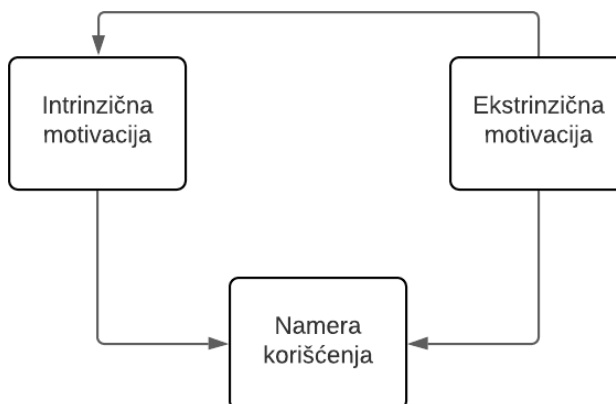 Intrinzična
motivacija
Ekstrinzična
motivacija
Namera
korišćenja